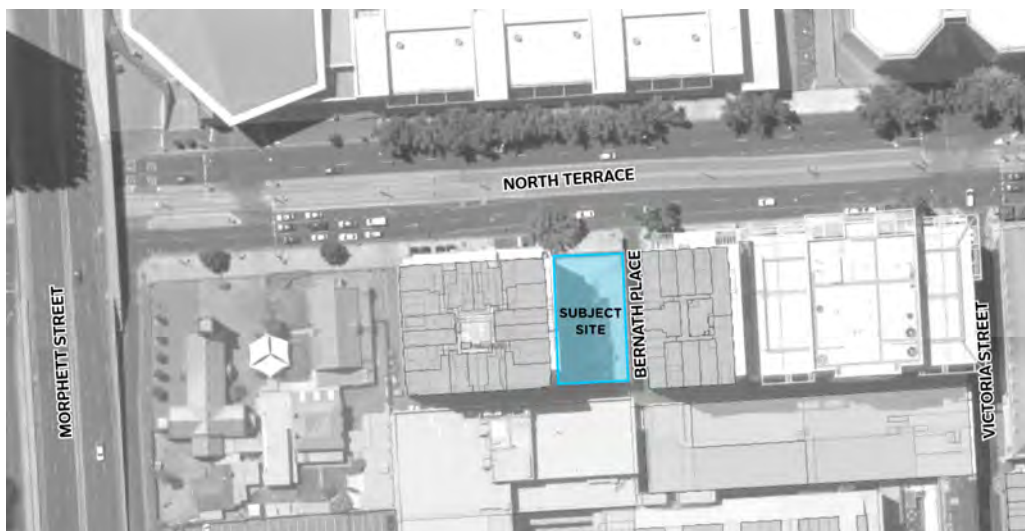 NORTH TERRACE
MORPHETT STREET
SUBJECT
SITE
BERNATH PLACE
VICTORIA STREET